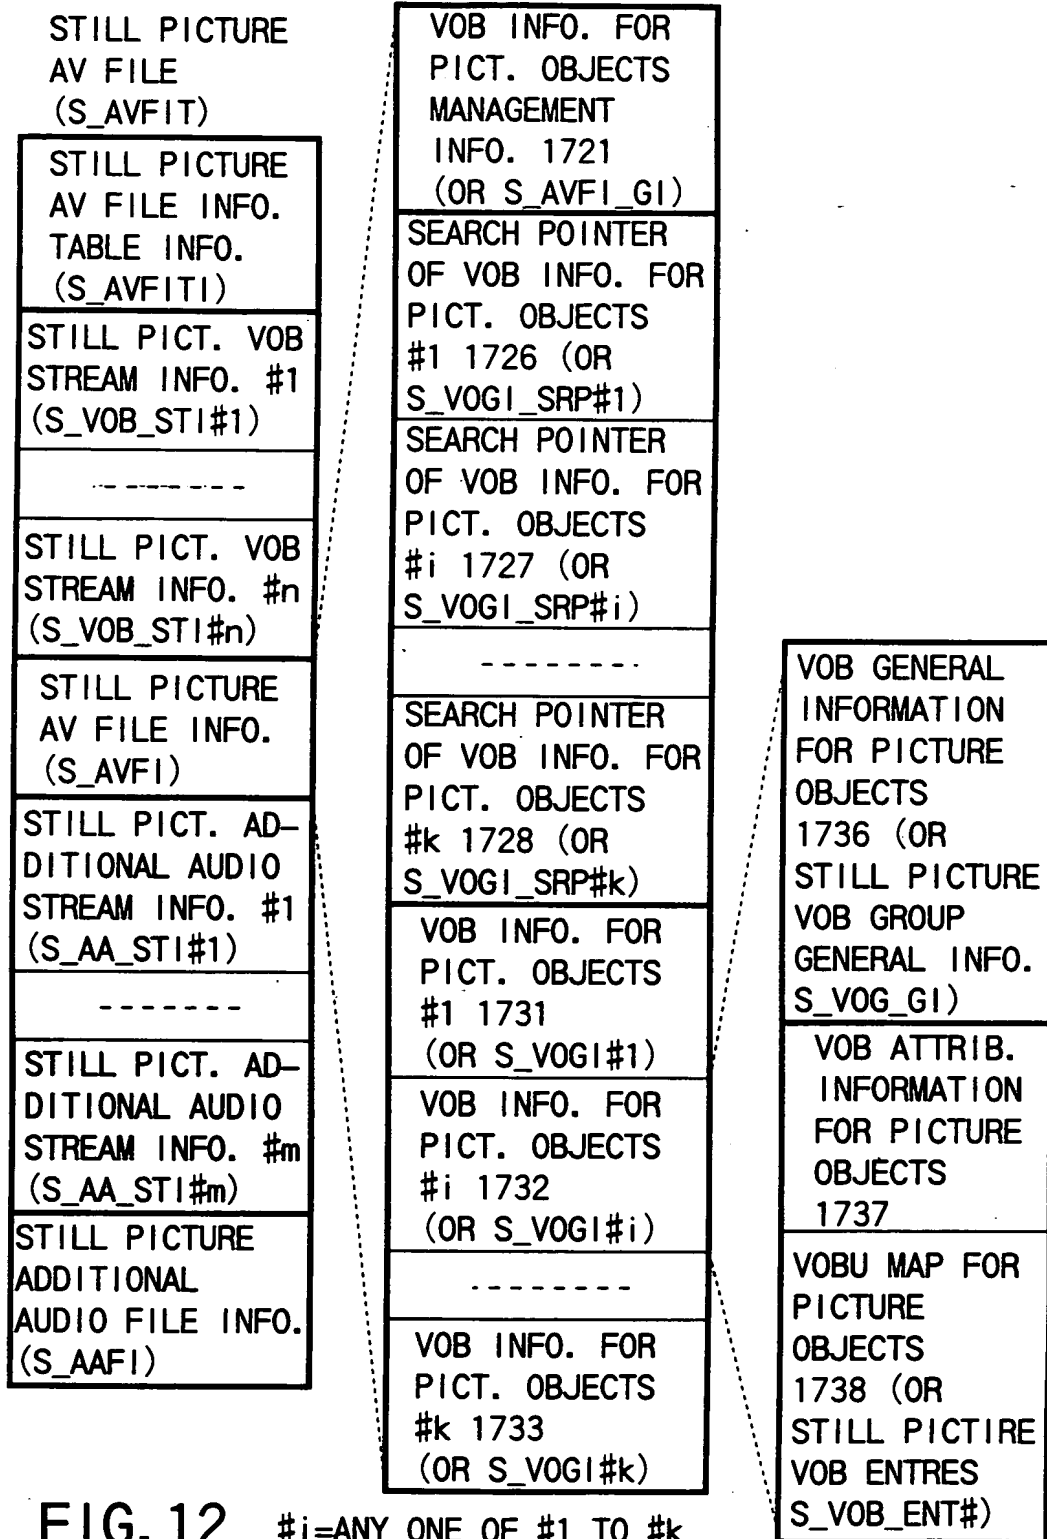 STILL PICTURE
AV FILE
(S_AVFIT)
STILL PICTURE
AV FILE INFO.
TABLE INFO.
(S_AVFITI)
STILL PICT. VOB
STREAM INFO. #1
(S_VOB_STI#1)
STILL PICT. VOB
STREAM INFO. #n
(S_VOB_STI#n)
STILL PICTURE
AV FILE INFO.
(S_AVFI)
STILL PICT. AD-
DITIONAL AUDIO
STREAM INFO. #1
(S_AA_STI#1)
STILL PICT. AD-
DITIONAL AUDIO
STREAM INFO. #m
(S_AA_STI#m)
STILL PICTURE
ADDITIONAL
AUDIO FILE INFO.
(S_AAFI)
VOB INFO. FOR
PICT. OBJECTS
MANAGEMENT
INFO. 1721
(OR S_AVFI_GI)
SEARCH POINTER
OF VOB INFO. FOR
PICT. OBJECTS
#1 1726 (OR
S_VOGI_SRP#1)
SEARCH POINTER
OF VOB INFO. FOR
PICT. OBJECTS
#i 1727 (OR
S_VOGI_SRP#i)
SEARCH POINTER
OF VOB INFO. FOR
PICT. OBJECTS
#k 1728 (OR
S_VOGI_SRP#k)
VOB INFO. FOR
PICT. OBJECTS
#1 1731
(OR S_VOGI#1)
VOB INFO. FOR
PICT. OBJECTS
#i 1732
(OR S_VOGI#i)
VOB INFO. FOR
PICT. OBJECTS
#k 1733
(OR S_VOGI#k)
VOB GENERAL
INFORMATION
FOR PICTURE
OBJECTS
1736 (OR
STILL PICTURE
VOB GROUP
GENERAL INFO.
S_VOG_GI)
VOB ATTRIB.
INFORMATION
FOR PICTURE
OBJECTS
1737
VOBU MAP FOR
PICTURE
OBJECTS
1738 (OR
STILL PICTIRE
VOB ENTRES
S_VOB_ENT#)
FIG. 12 #i=ANY ONE OF #1 TO #k